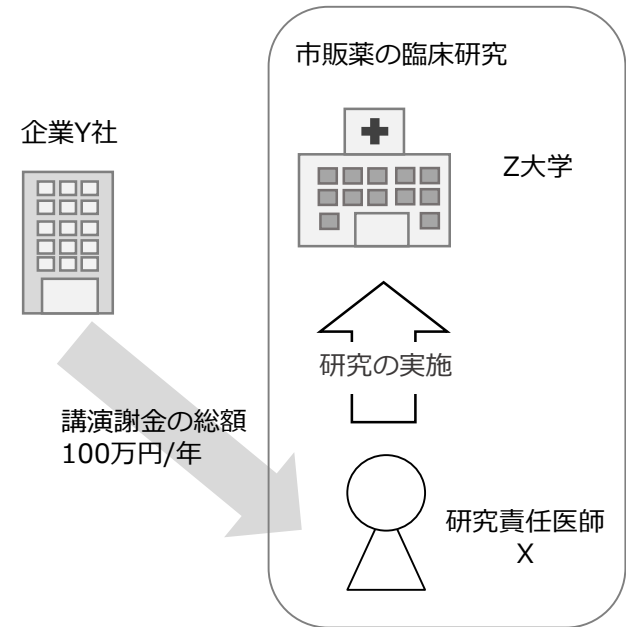 市販薬の臨床研究
企業Y社
Z大学
研究の実施
講演謝金の総額
100万円/年
研究責任医師
X